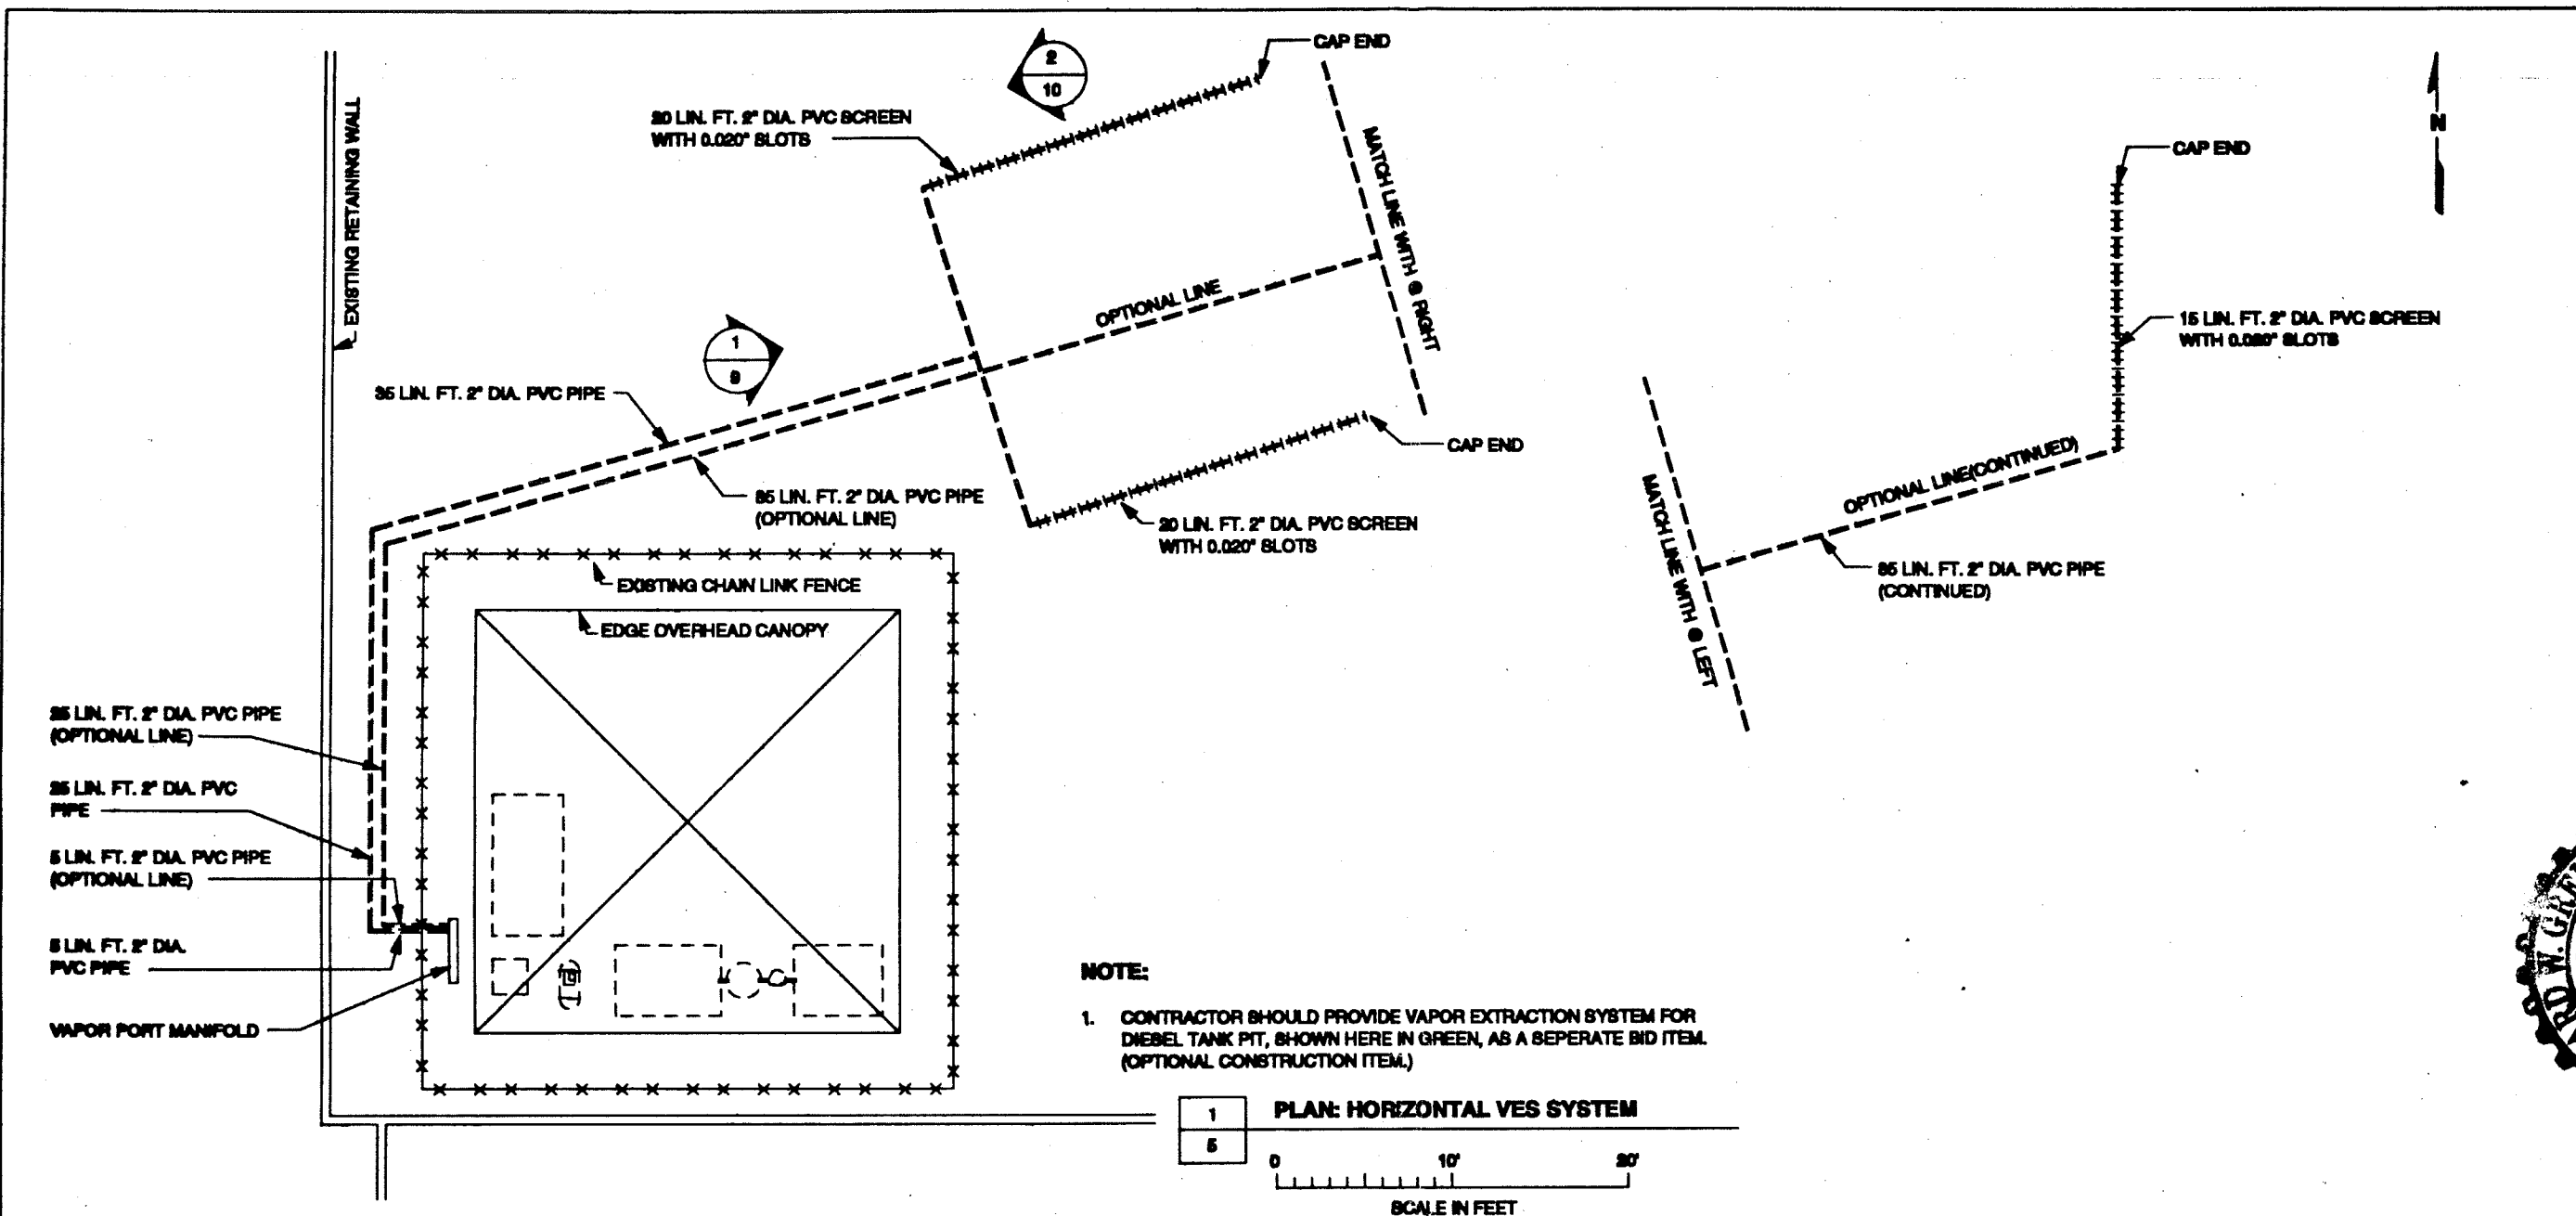 CAP END
2
10
20 LIN. FT. 2" DIA. PVC SCREEN
WITH 0.020" SLOTS
EXISTING RETAINING WALL
MATCH LINE WITH @ RIGHT
N
CAP END
OPTIONAL LINE
15 LIN. FT. 2" DIA. PVC SCREEN
WITH 0.020" SLOTS
1
9
35 LIN. FT. 2" DIA. PVC PIPE
CAP END
85 LIN. FT. 2" DIA. PVC PIPE
(OPTIONAL LINE)
20 LIN. FT. 2" DIA. PVC SCREEN
WITH 0.020" SLOTS
OPTIONAL LINE(CONTINUED)
MATCH LINE WITH @ LEFT
85 LIN. FT. 2" DIA. PVC PIPE
(CONTINUED)
EXISTING CHAIN LINK FENCE
EDGE OVERHEAD CANOPY
25 LIN. FT. 2" DIA. PVC PIPE
(OPTIONAL LINE)
25 LIN. FT. 2" DIA. PVC
PIPE
5 LIN. FT. 2" DIA. PVC PIPE
(OPTIONAL LINE)
5 LIN. FT. 2" DIA.
PVC PIPE
VAPOR PORT MANIFOLD
NOTE:
1. CONTRACTOR SHOULD PROVIDE VAPOR EXTRACTION SYSTEM FOR
DIESEL TANK PIT, SHOWN HERE IN GREEN, AS A SEPERATE BID ITEM.
(OPTIONAL CONSTRUCTION ITEM.)
1
5
PLAN: HORIZONTAL VES SYSTEM
0 10' 20'
SCALE IN FEET
W.